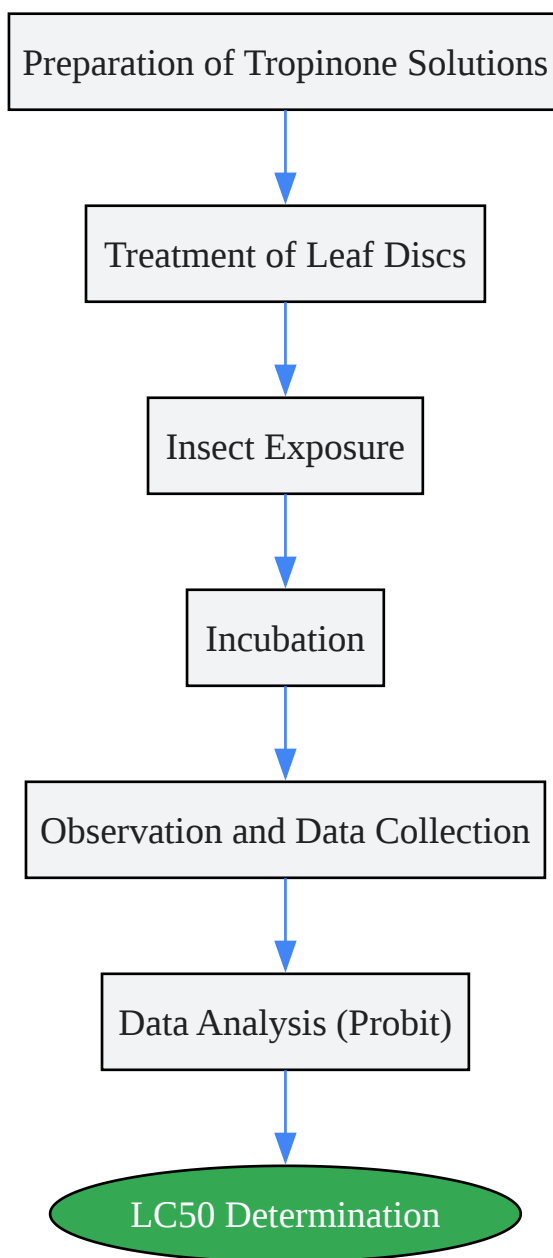 Preparation of Tropinone Solutions
Treatment of Leaf Discs
Insect Exposure
Incubation
Observation and Data Collection
Data Analysis (Probit)
LC50 Determination